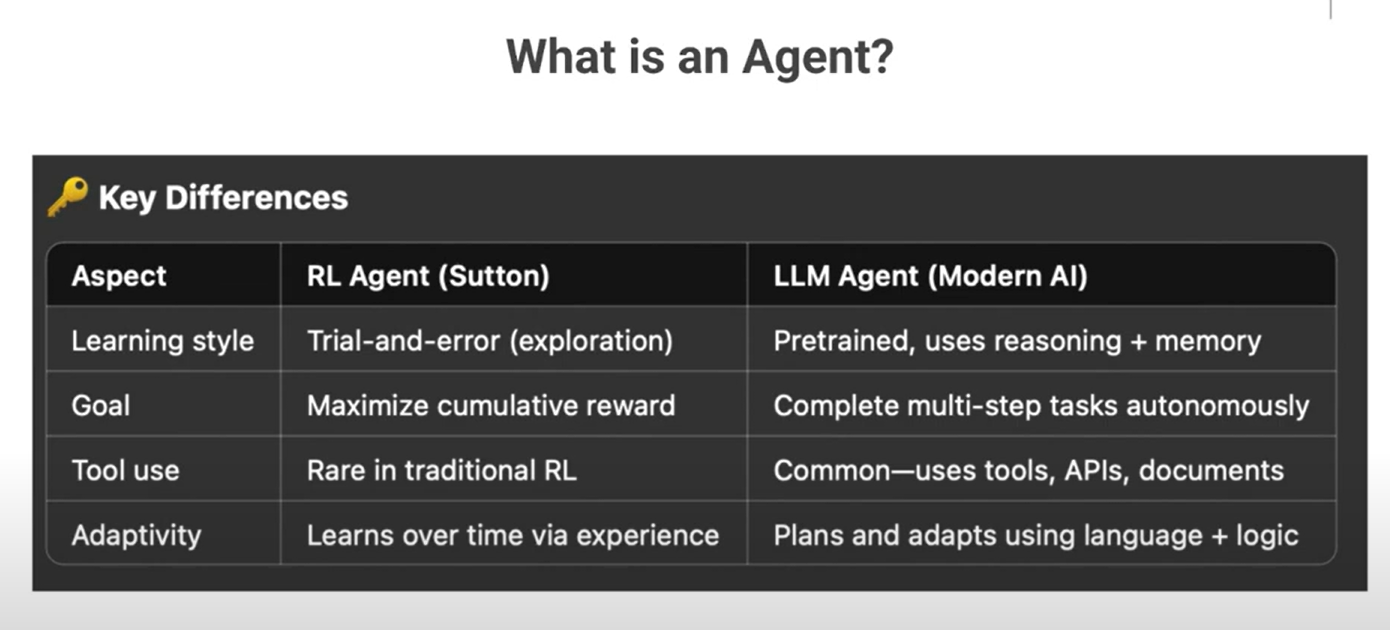 What is an Agent?
🔑 Key Differences
Aspect RL Agent (Sutton) LLM Agent (Modern AI)
Learning style Trial-and-error (exploration) Pretrained, uses reasoning + memory
Goal Maximize cumulative reward Complete multi-step tasks autonomously
Tool use Rare in traditional RL Common—uses tools, APIs, documents
Adaptivity Learns over time via experience Plans and adapts using language + logic